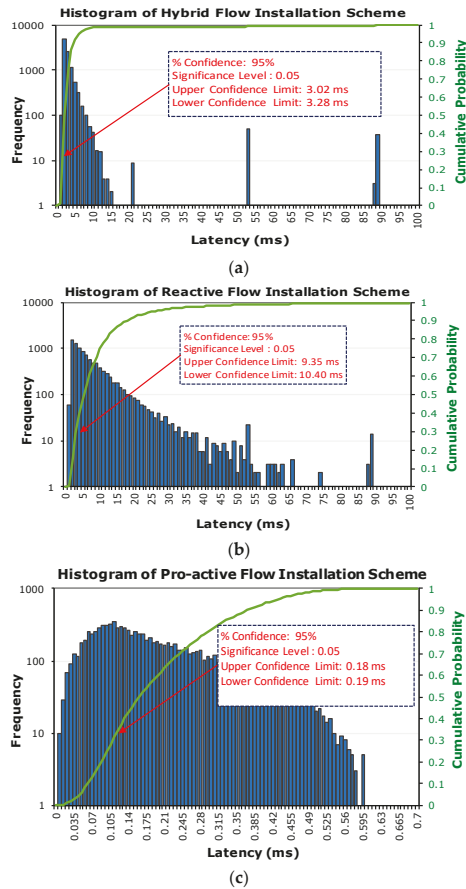 Histogram of Hybrid Flow Installation Scheme
10000
1000
100
10
1
Frequency
% Confidence: 95%
Significance Level : 0.05
Upper Confidence Limit: 3.02 ms
Lower Confidence Limit: 3.28 ms
1
0.9
0.8
0.7
0.6
0.5
0.4
0.3
0.2
0.1
0
Cumulative Probability
0 5 10 15 20 25 30 35 40 45 50 55 60 65 70 75 80 85 90 95 100
Latency (ms)
(a)
Histogram of Reactive Flow Installation Scheme
10000
1000
100
10
1
Frequency
% Confidence: 95%
Significance Level : 0.05
Upper Confidence Limit: 9.35 ms
Lower Confidence Limit: 10.40 ms
1
0.9
0.8
0.7
0.6
0.5
0.4
0.3
0.2
0.1
0
Cumulative Probability
0 5 10 15 20 25 30 35 40 45 50 55 60 65 70 75 80 85 90 95 100
Latency (ms)
(b)
Histogram of Pro-active Flow Installation Scheme
1000
100
10
1
Frequency
% Confidence: 95%
Significance Level : 0.05
Upper Confidence Limit: 0.18 ms
Lower Confidence Limit: 0.19 ms
1
0.9
0.8
0.7
0.6
0.5
0.4
0.3
0.2
0.1
0
Cumulative Probability
0 0.035 0.07 0.105 0.14 0.175 0.21 0.245 0.28 0.315 0.35 0.385 0.42 0.455 0.49 0.525 0.56 0.595 0.63 0.665 0.7
Latency (ms)
(c)